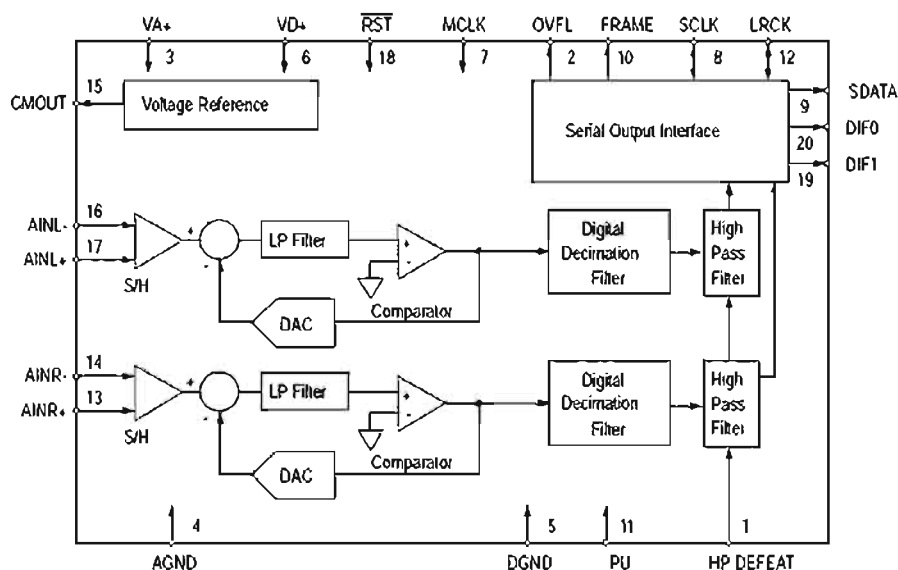 VA+ VD+ RST MCLK OVFL FRAME SCLK LRCK
3 6 18 7 2 10 8 12
15
CMOUT
Voltage Reference
Serial Output Interface
SDATA
9
DIF0
20
DIF1
19
16
AINL-
17
AINL+
+
-
S/H
LP Filter
+
-
Comparator
DAC
Digital
Decimation
Filter
High
Pass
Filter
14
AINR-
13
AINR+
+
-
S/H
LP Filter
+
-
Comparator
DAC
Digital
Decimation
Filter
High
Pass
Filter
4 5 11 1
AGND DGND PU HP DEFEAT